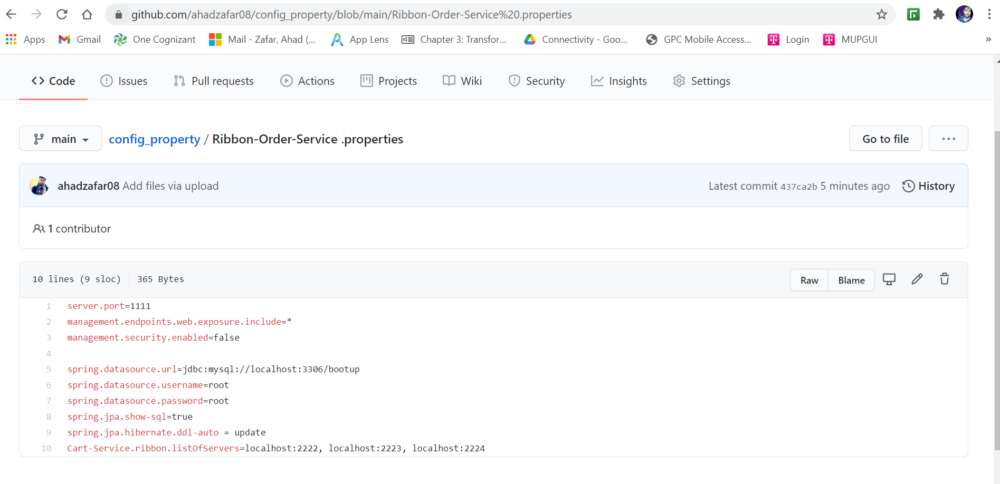 github.com/ahadzafar08/config_property/blob/main/Ribbon-Order-Service%20.properties
Apps Gmail One Cognizant Mail - Zafar, Ahad (... App Lens Chapter 3: Transfor... Connectivity - Goo... GPC Mobile Access... Login MUPGUI »
Code Issues Pull requests Actions Projects Wiki Security Insights Settings
main config_property / Ribbon-Order-Service .properties Go to file ...
ahadzafar08 Add files via upload Latest commit 437ca2b 5 minutes ago History
1 contributor
10 lines (9 sloc) 365 Bytes Raw Blame
1 server.port=1111
2 management.endpoints.web.exposure.include=*
3 management.security.enabled=false
4
5 spring.datasource.url=jdbc:mysql://localhost:3306/bootup
6 spring.datasource.username=root
7 spring.datasource.password=root
8 spring.jpa.show-sql=true
9 spring.jpa.hibernate.ddl-auto = update
10 Cart-Service.ribbon.listOfServers=localhost:2222, localhost:2223, localhost:2224